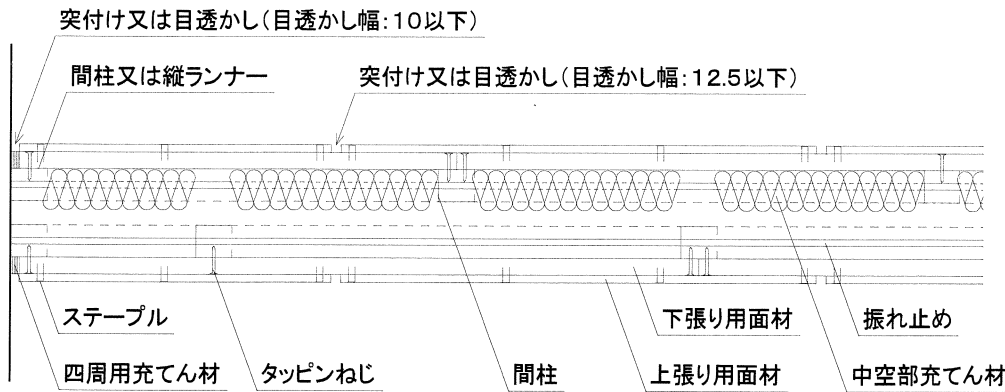 突付け又は目透かし(目透かし幅:10以下)
間柱又は縦ランナー
突付け又は目透かし(目透かし幅:12.5以下)
ステープル
下張り用面材
振れ止め
四周用充てん材
タッピンねじ
間柱
上張り用面材
中空部充てん材